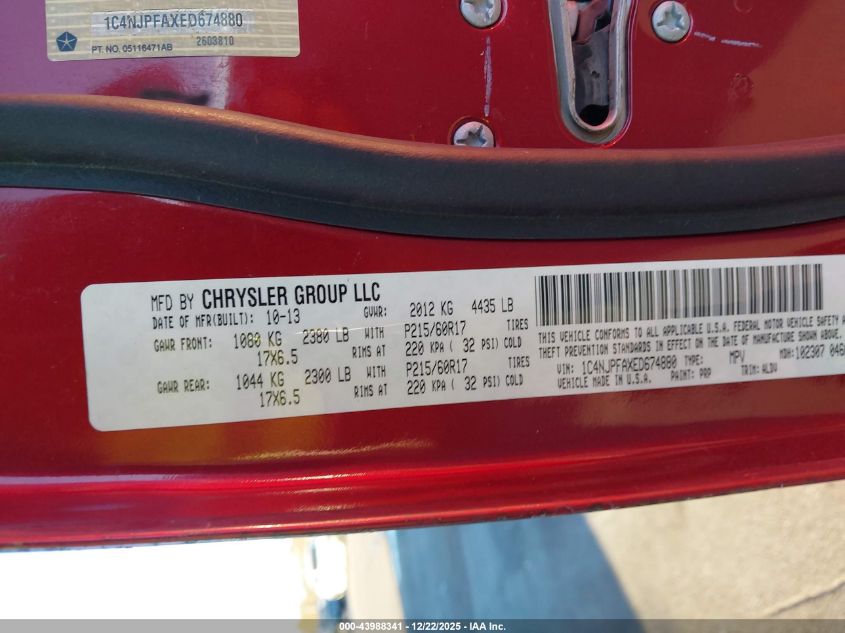 1C4NJPFAXED674880
2603810
PT. NO. 05116471AB
MFD BY CHRYSLER GROUP LLC
DATE OF MFR(BUILT): 10-13 GVWR: 2012 KG 4435 LB
GAWR FRONT: 1080 KG 2380 LB WITH P215/60R17 TIRES
17X6.5 RIMS AT 220 KPA ( 32 PSI) COLD
GAWR REAR: 1044 KG 2300 LB WITH P215/60R17 TIRES
17X6.5 RIMS AT 220 KPA ( 32 PSI) COLD
THIS VEHICLE CONFORMS TO ALL APPLICABLE U.S.A. FEDERAL MOTOR VEHICLE SAFETY A
THEFT PREVENTION STANDARDS IN EFFECT ON THE DATE OF MANUFACTURE SHOWN ABOVE.
VIN: 1C4NJPFAXED674880 TYPE: MPV MDH: 102307 046
VEHICLE MADE IN U.S.A. PAINT: PRP TRIM: ALDV
000-43988341 - 12/22/2025 - IAA Inc.